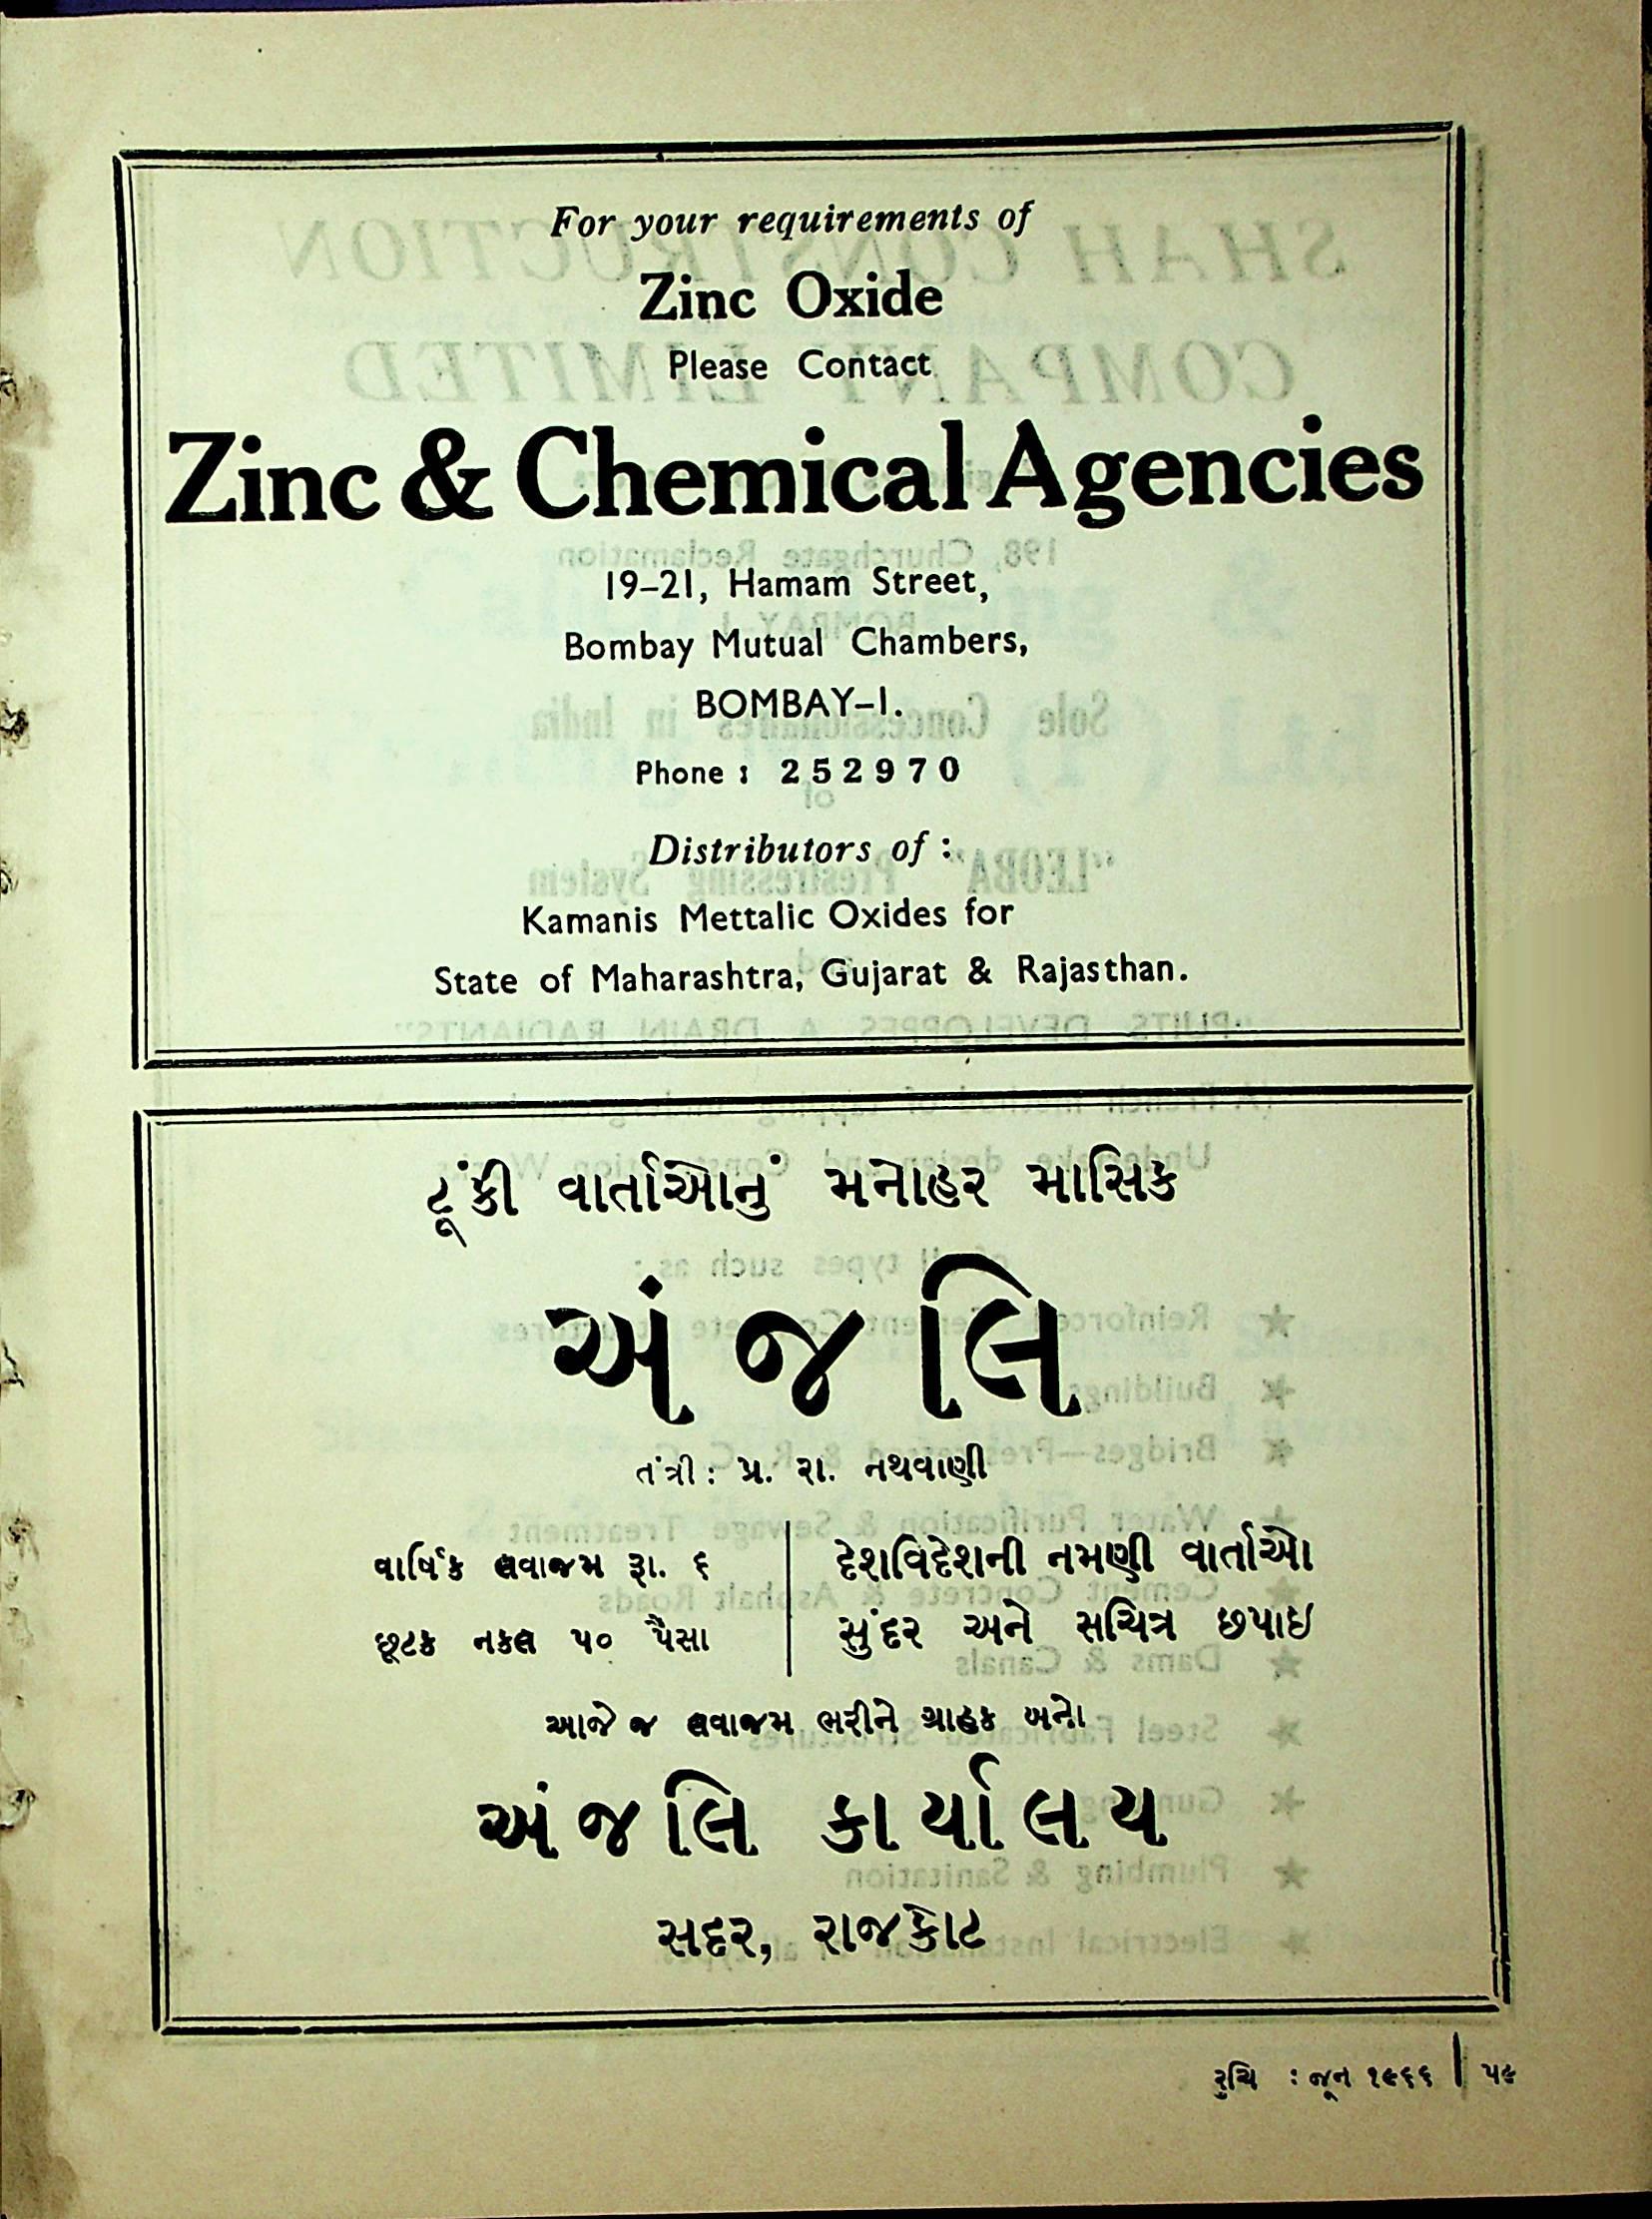 For your requirements of
Zinc Oxide
Please Contact
Zinc & Chemical Agencies
19-21, Hamam Street,
Bombay Mutual Chambers,
BOMBAY-1.
Phone : 252970
Distributors of :
Kamanis Mettalic Oxides for
State of Maharashtra, Gujarat & Rajasthan.
ટૂંકી વાર્તાઓનું મનોહર માસિક
અંજલિ
તંત્રી : પ્ર. રા. નથવાણી
વાર્ષિક લવાજમ રૂા. ૬
છૂટક નકલ ૫૦ પૈસા
દેશવિદેશની નમણી વાર્તાઓ
સુંદર અને સચિત્ર છપાઇ
આજે જ લવાજમ ભરીને ગ્રાહક બનો
અંજલિ કાર્યાલય
સદર, રાજકોટ
રુચિ : જૂન ૧૯૬૬ | ૫૯